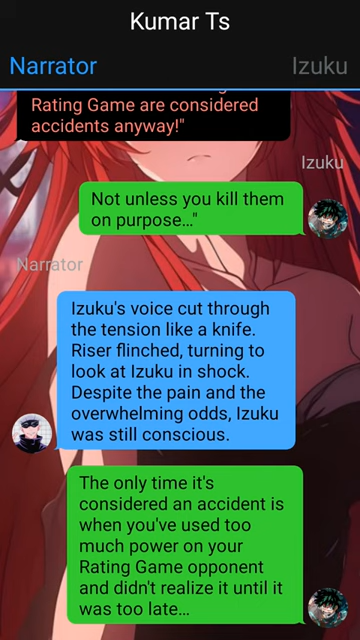 Kumar Ts
Narrator
Izuku
Rating Game are considered
accidents anyway!"
Izuku
Not unless you kill them
on purpose…"
Narrator
Izuku's voice cut through
the tension like a knife.
Riser flinched, turning to
look at Izuku in shock.
Despite the pain and the
overwhelming odds, Izuku
was still conscious.
The only time it's
considered an accident is
when you've used too
much power on your
Rating Game opponent
and didn't realize it until it
was too late…